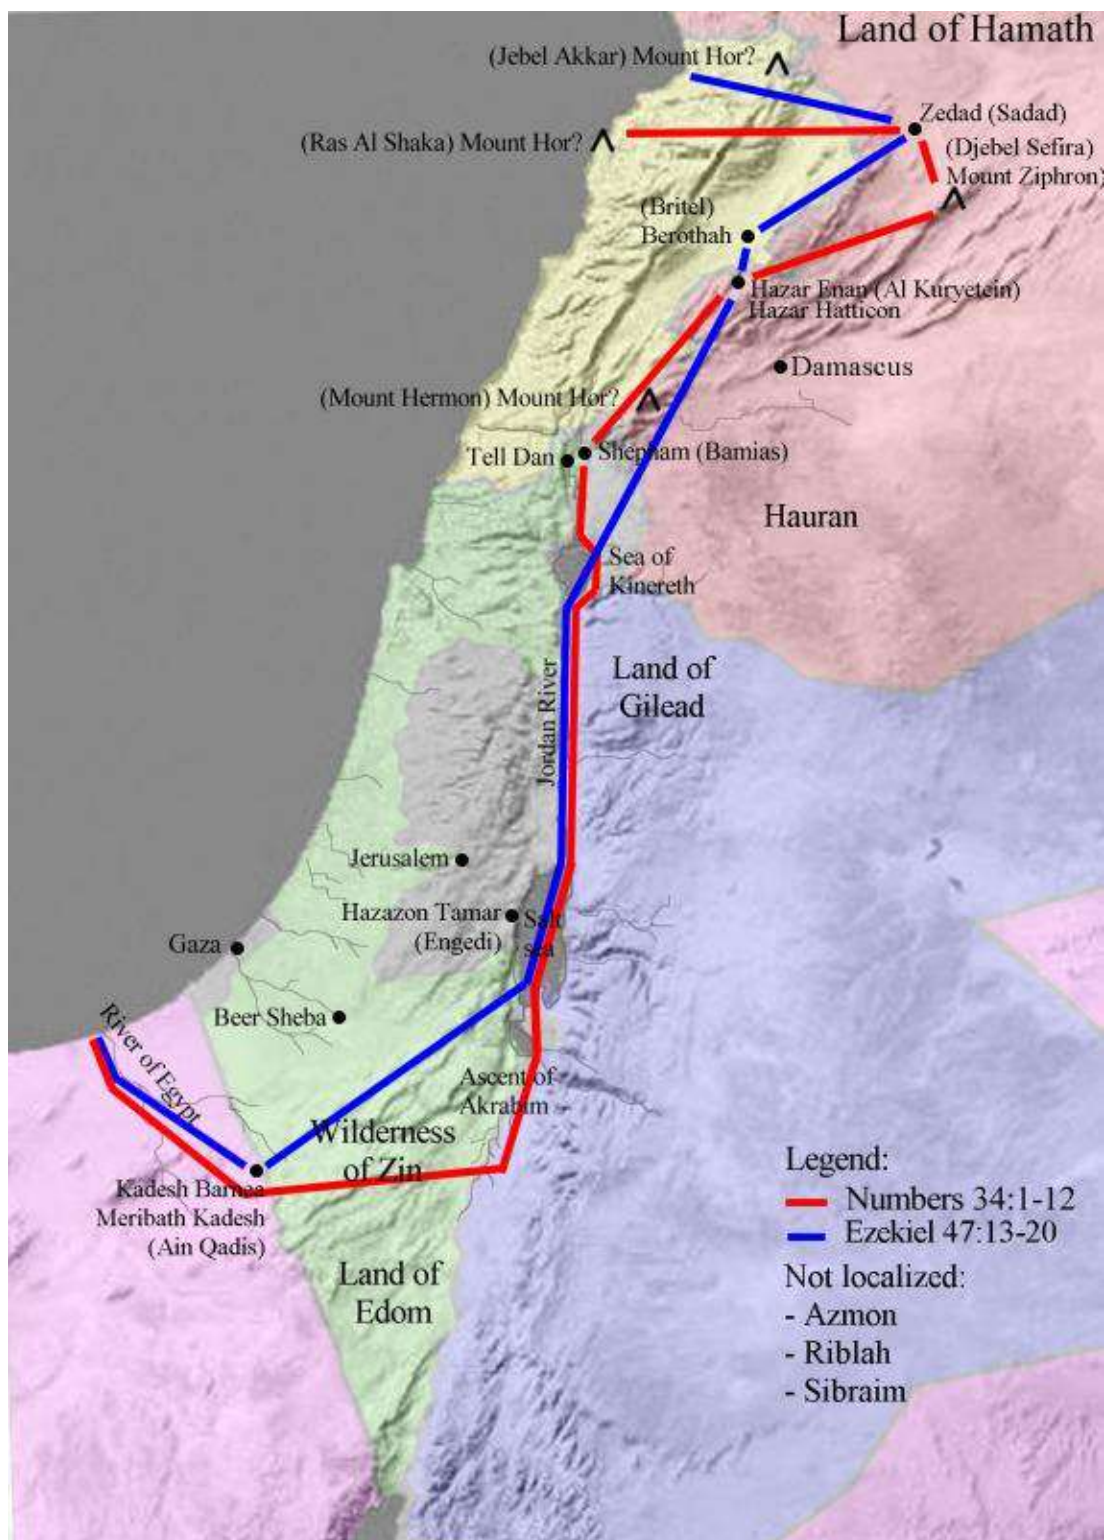 Land of Hamath
(Jebel Akkar) Mount Hor?
Zedad (Sadad)
(Ras Al Shaka) Mount Hor?
(Djebel Sefira)
Mount Ziphron)
(Britel)
Berothah
Hazar Enan (Al Kuryetein)
Hazar Hatticon
Damascus
(Mount Hermon) Mount Hor?
Tell Dan
Shepham (Bamias)
Hauran
Sea of
Kinereth
Land of
Gilead
Jordan River
Jerusalem
Hazazon Tamar
(Engedi)
Salt
sea
Gaza
Beer Sheba
River of Egypt
Ascent of
Akrabim
Wilderness
of Zin
Kadesh Barnea
Meribath Kadesh
(Ain Qadis)
Land of
Edom
Legend:
Numbers 34:1-12
Ezekiel 47:13-20
Not localized:
- Azmon
- Riblah
- Sibraim